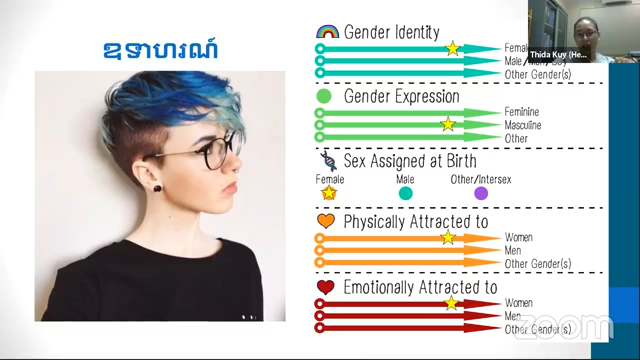 ឧទាហរណ៍
Gender Identity
Male/Man/Boy
Other Gender(s)
Gender Expression
Feminine
Masculine
Other
Sex Assigned at Birth
Female
Male
Other/Intersex
Physically Attracted to
Women
Men
Other Gender(s)
Emotionally Attracted to
Women
Men
Other Gender(s)
Thida Kuy (He...
zoom